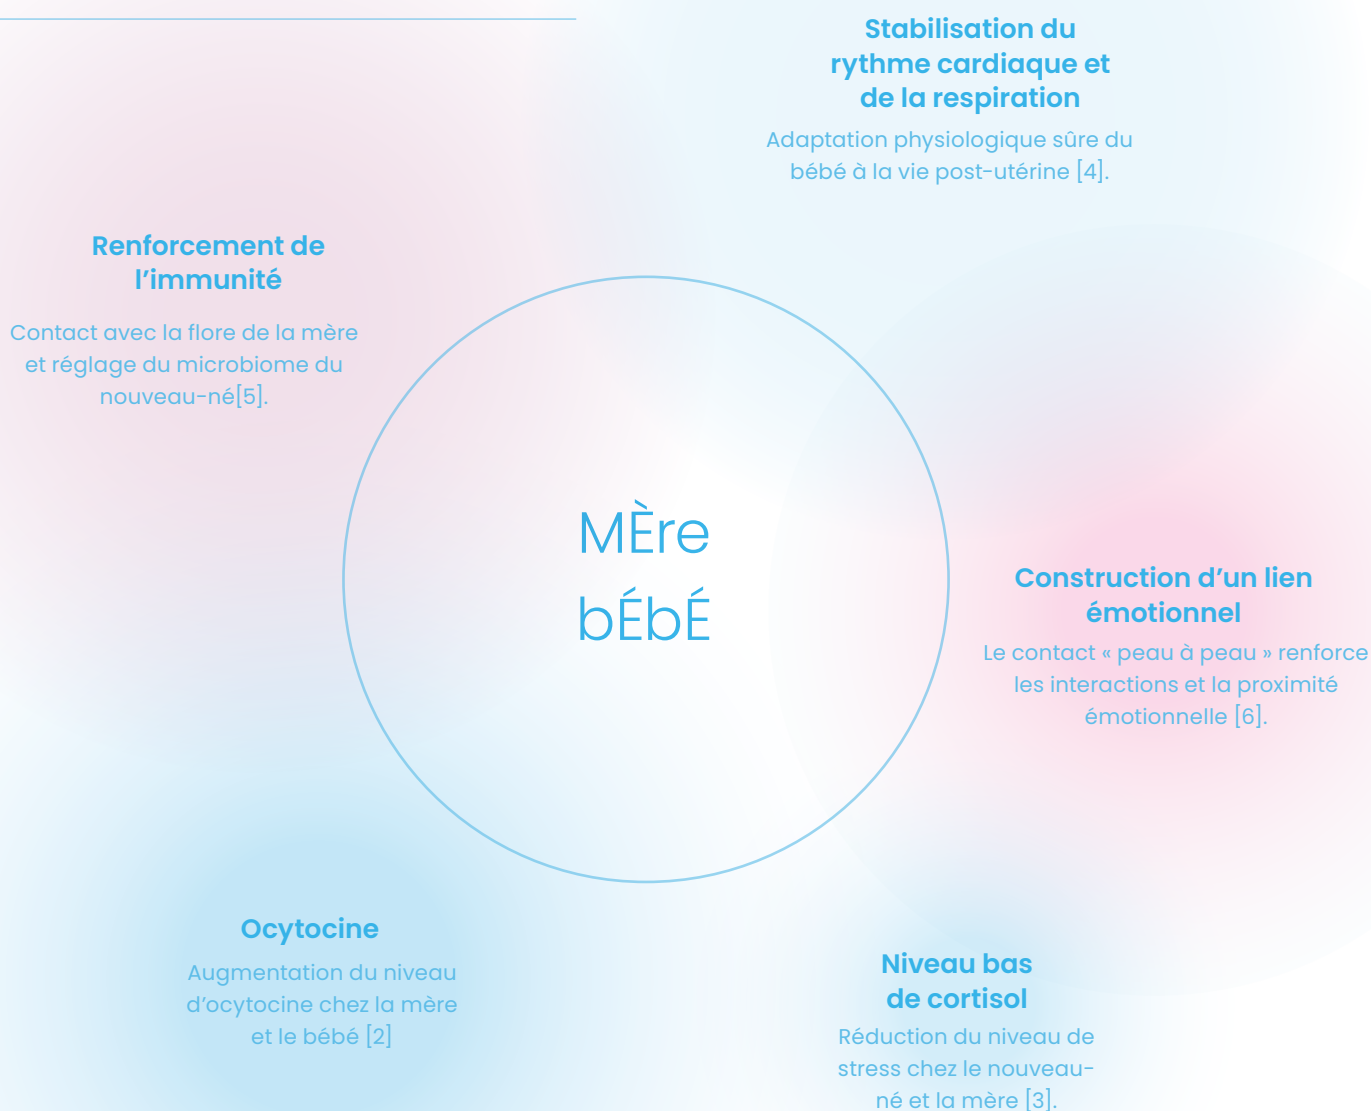 Stabilisation du
rythme cardiaque et
de la respiration
Adaptation physiologique sûre du
bébé à la vie post-utérine [4].
Renforcement de
l’immunité
Contact avec la flore de la mère
et réglage du microbiome du
nouveau-né[5].
MÈre
bÉbÉ
Construction d’un lien
émotionnel
Le contact « peau à peau » renforce
les interactions et la proximité
émotionnelle [6].
Ocytocine
Augmentation du niveau
d’ocytocine chez la mère
et le bébé [2]
Niveau bas
de cortisol
Réduction du niveau de
stress chez le nouveau-
né et la mère [3].